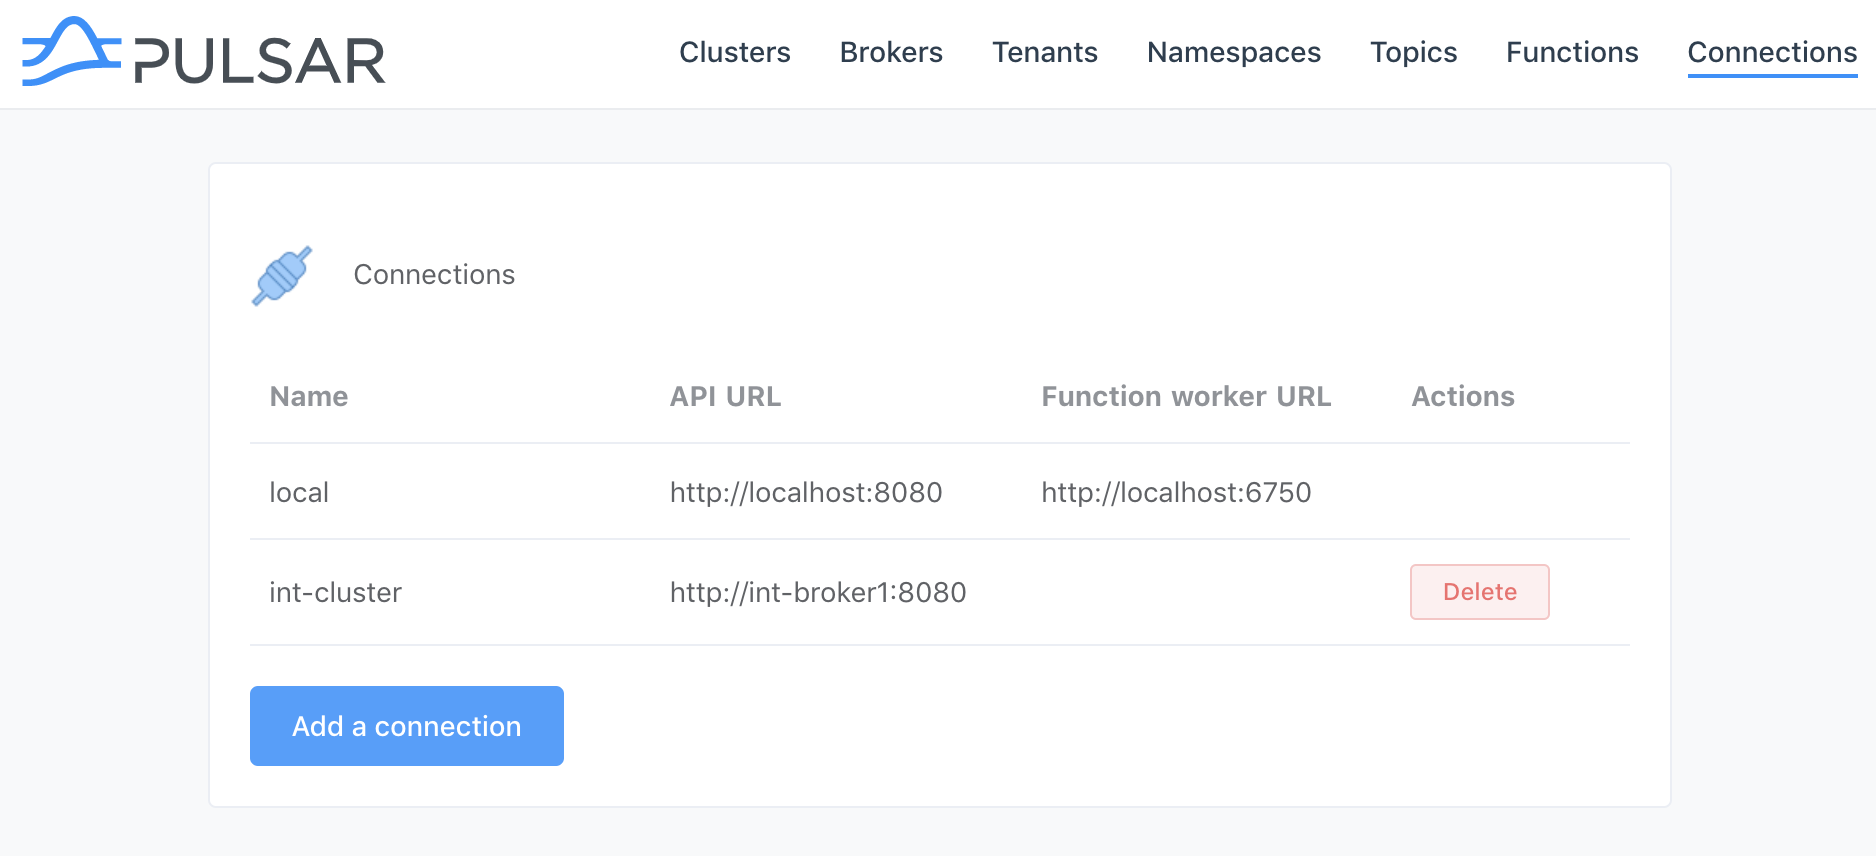 PULSAR Clusters Brokers Tenants Namespaces Topics Functions Connections
Connections
Name API URL Function worker URL Actions
local http://localhost:8080 http://localhost:6750
int-cluster http://int-broker1:8080 Delete
Add a connection